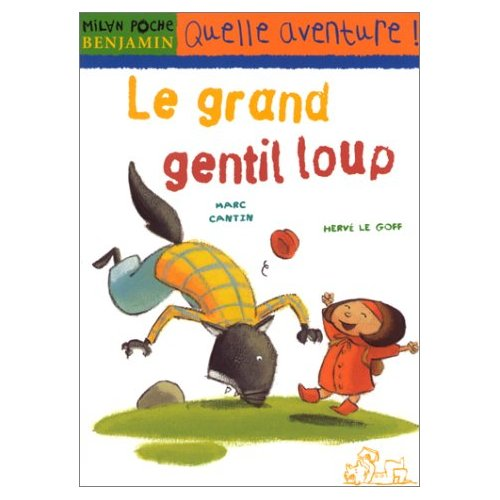 MiLAN POCHE
BENJAMIN
Quelle aventure !
Le grand
gentil loup
MARC
CANTIN
HERVÉ LE GOFF